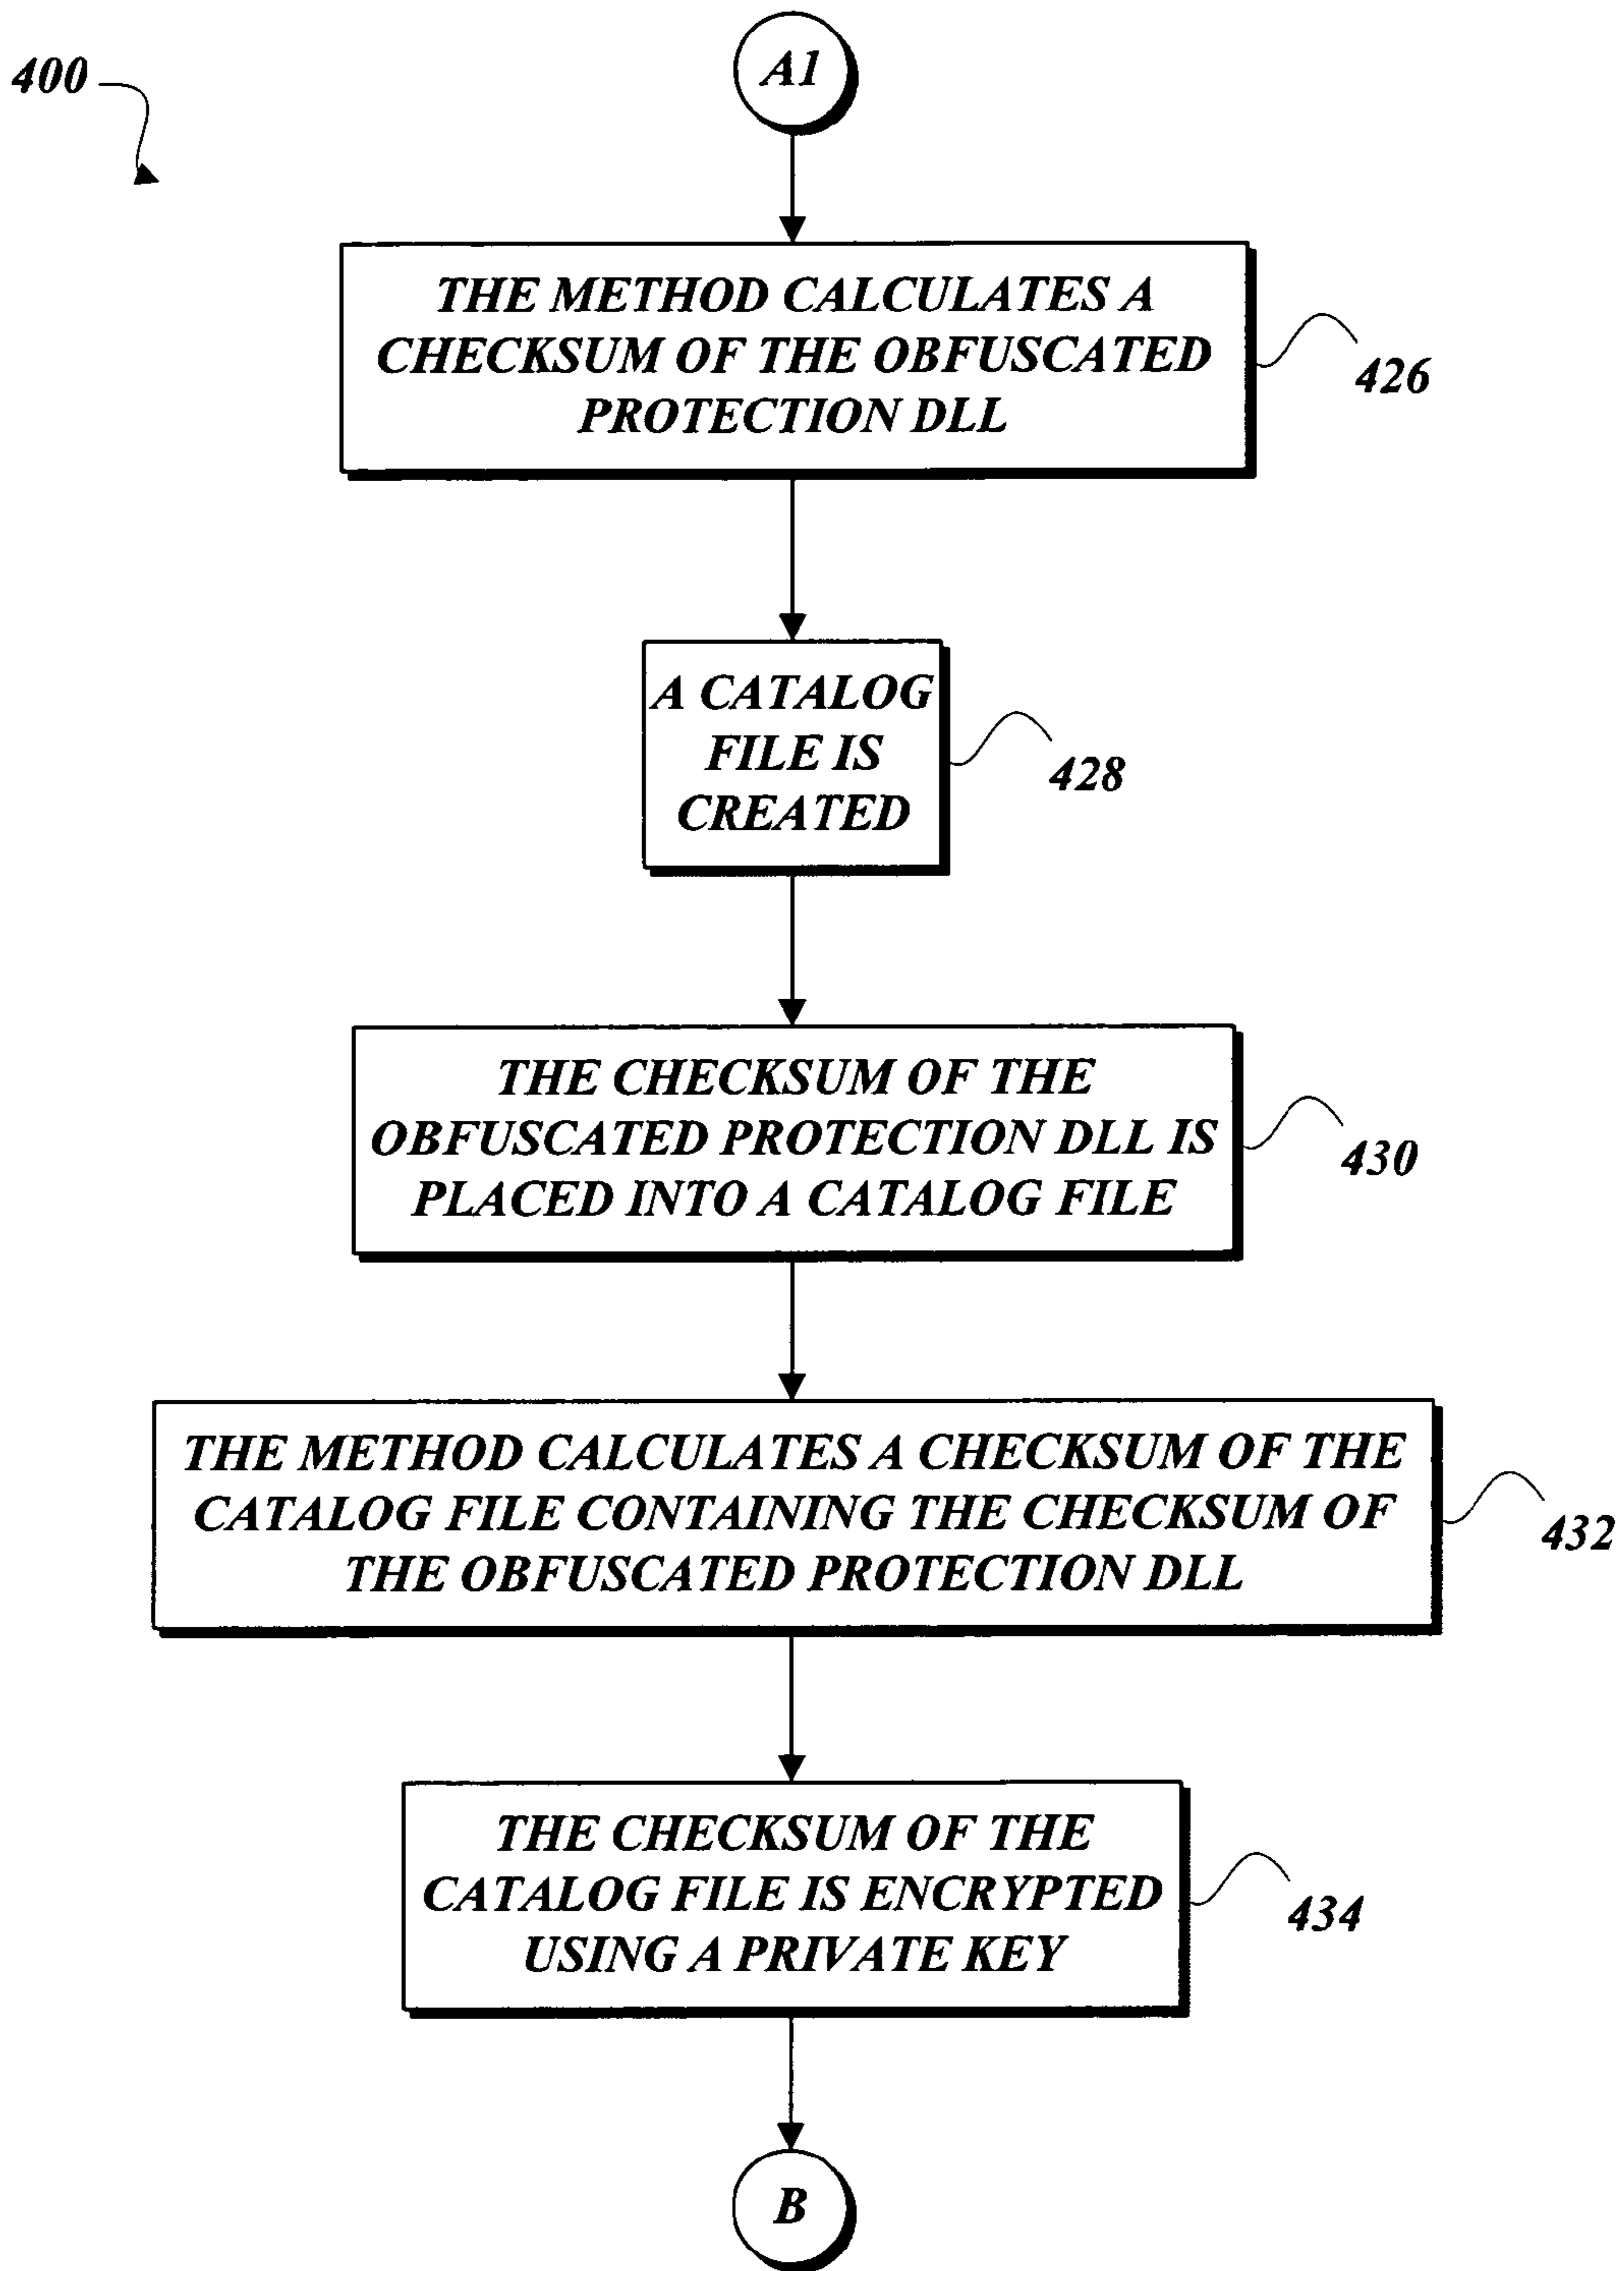 400
A1
THE METHOD CALCULATES A
CHECKSUM OF THE OBFUSCATED
PROTECTION DLL
426
A CATALOG
FILE IS
CREATED
428
THE CHECKSUM OF THE
OBFUSCATED PROTECTION DLL IS
PLACED INTO A CATALOG FILE
430
THE METHOD CALCULATES A CHECKSUM OF THE
CATALOG FILE CONTAINING THE CHECKSUM OF
THE OBFUSCATED PROTECTION DLL
432
THE CHECKSUM OF THE
CATALOG FILE IS ENCRYPTED
USING A PRIVATE KEY
434
B